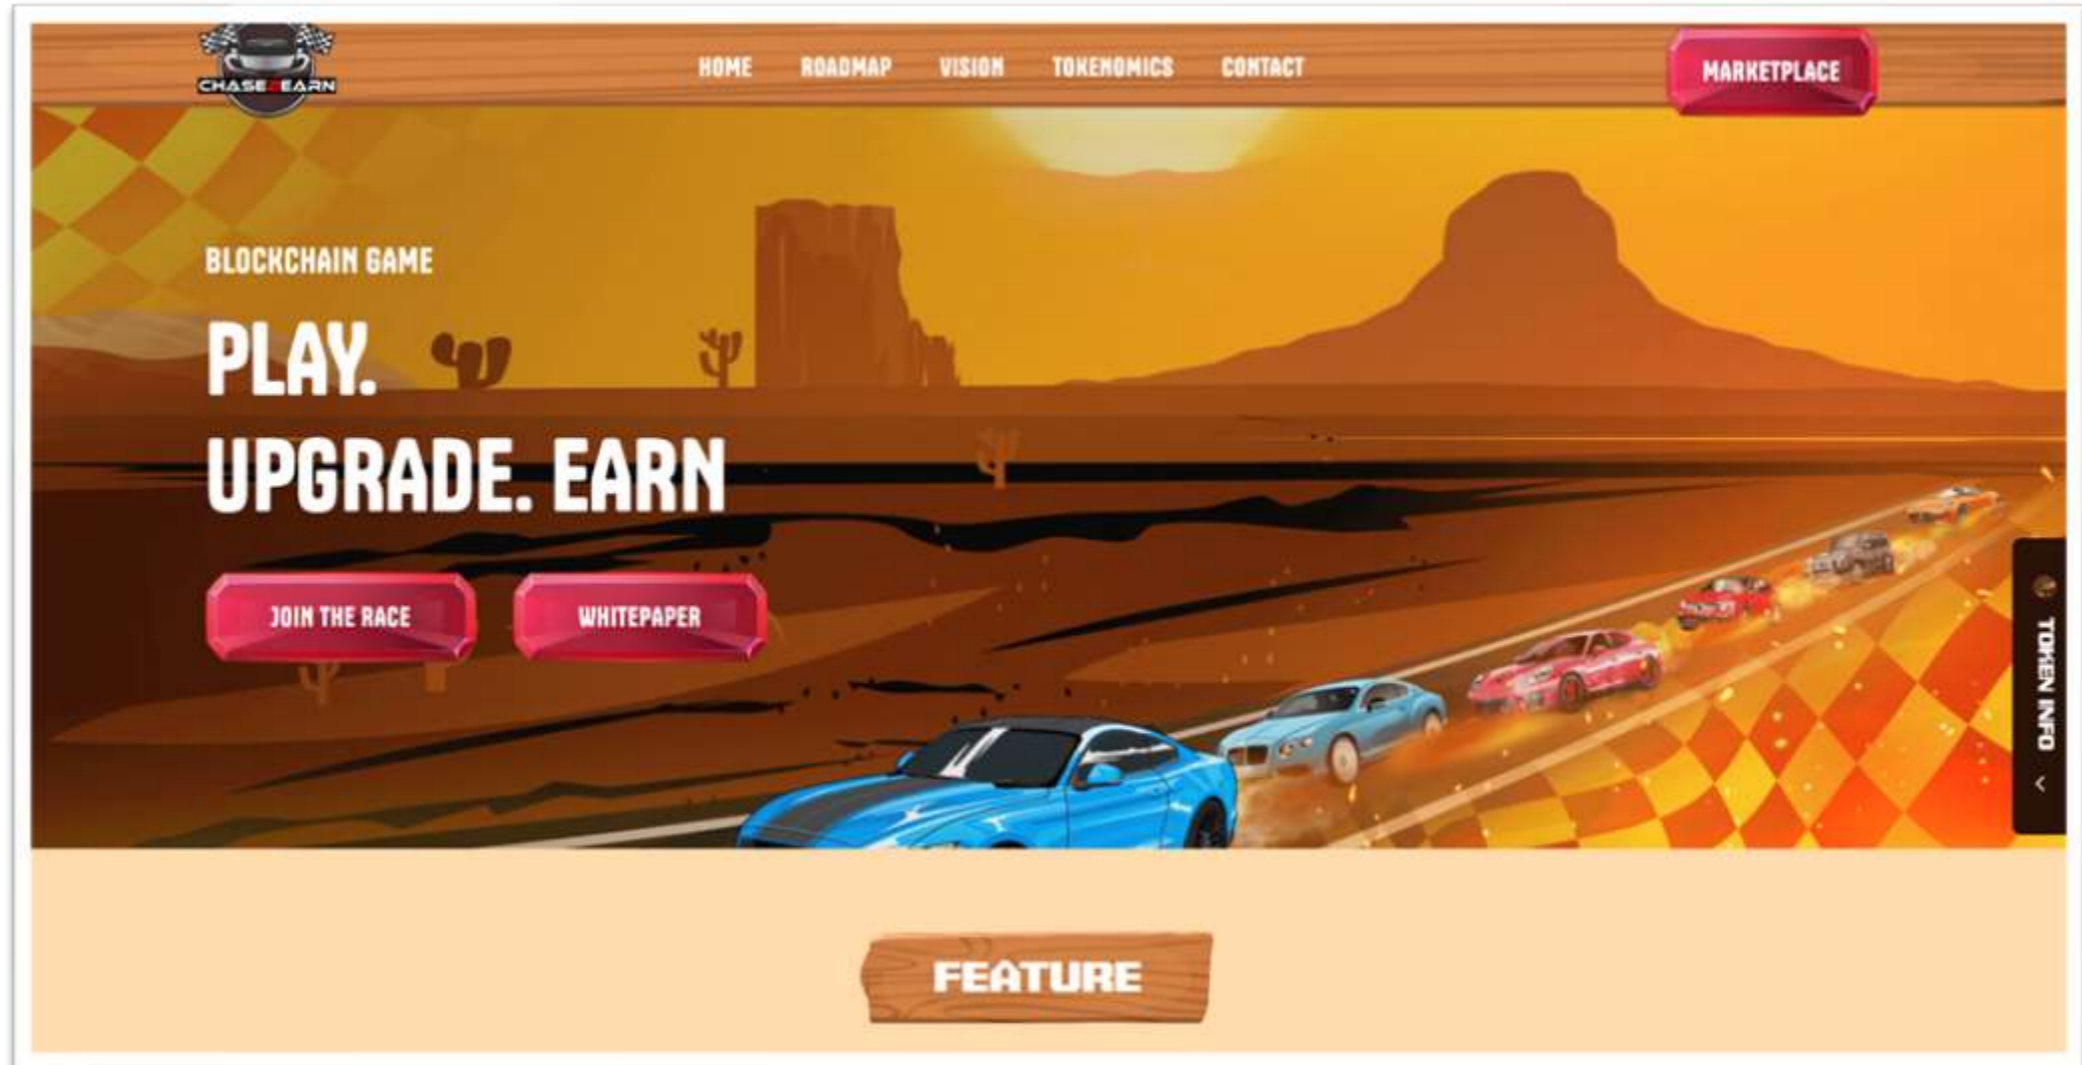 CHASE2EARN
HOME ROADMAP VISION TOKENOMICS CONTACT
MARKETPLACE
BLOCKCHAIN GAME
PLAY.
UPGRADE. EARN
JOIN THE RACE WHITEPAPER
TOKEN INFO
FEATURE